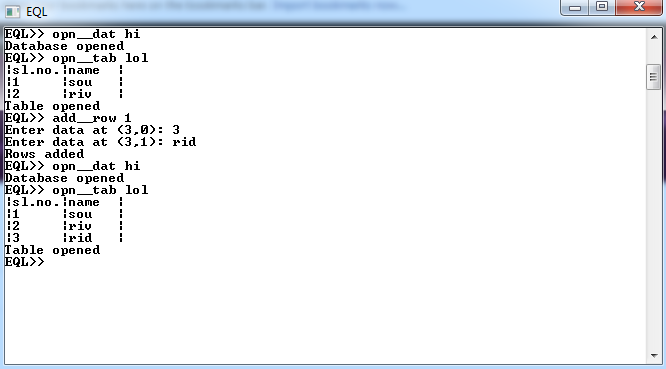 EQL
EQL>> opn__dat hi
Database opened
EQL>> opn__tab lol
¦sl.no.¦name   ¦
¦1     ¦sou    ¦
¦2     ¦riv    ¦
Table opened
EQL>> add__row 1
Enter data at (3,0): 3
Enter data at (3,1): rid
Rows added
EQL>> opn__dat hi
Database opened
EQL>> opn__tab lol
¦sl.no.¦name   ¦
¦1     ¦sou    ¦
¦2     ¦riv    ¦
¦3     ¦rid    ¦
Table opened
EQL>>